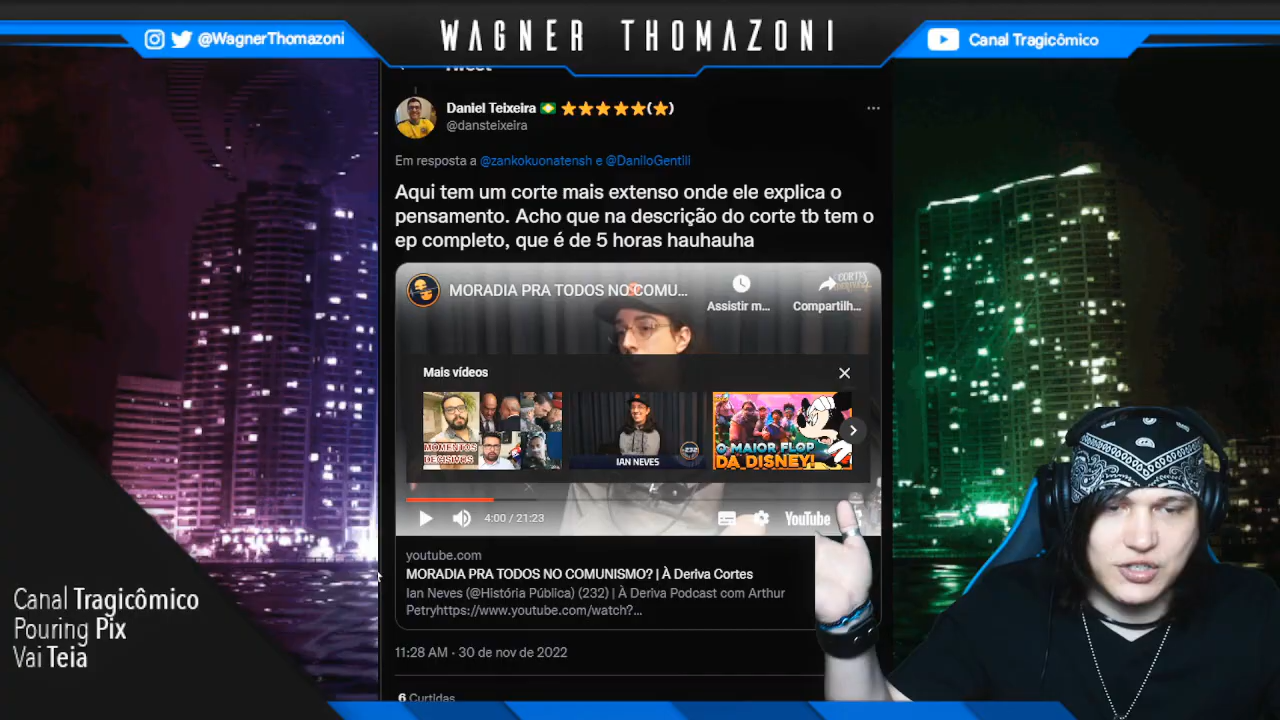 WAGNER THOMAZONI
@WagnerThomazoni
Canal Tragicômico
Tweet
Daniel Teixeira
@dansteixeira
Em resposta a @zankokuonatensh e @DaniloGentili
Aqui tem um corte mais extenso onde ele explica o
pensamento. Acho que na descrição do corte tb tem o
ep completo, que é de 5 horas hauhauha
MORADIA PRA TODOS NO COMU...
Assistir m...
Compartilh...
CORTES
Mais vídeos
MOMENTOS
DECISIVOS
IAN NEVES
232
O MAIOR FLOP
DA DISNEY!
4:00 / 21:23
YouTube
youtube.com
MORADIA PRA TODOS NO COMUNISMO? | À Deriva Cortes
Ian Neves (@História Pública) (232) | À Deriva Podcast com Arthur
Petryhttps://www.youtube.com/watch?...
11:28 AM · 30 de nov de 2022
6 Curtidas
Canal Tragicômico
Pouring Pix
Vai Teia